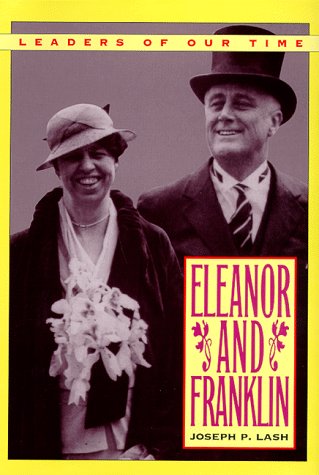 LEADERS OF OUR TIME
ELEANOR
AND
FRANKLIN
JOSEPH P. LASH